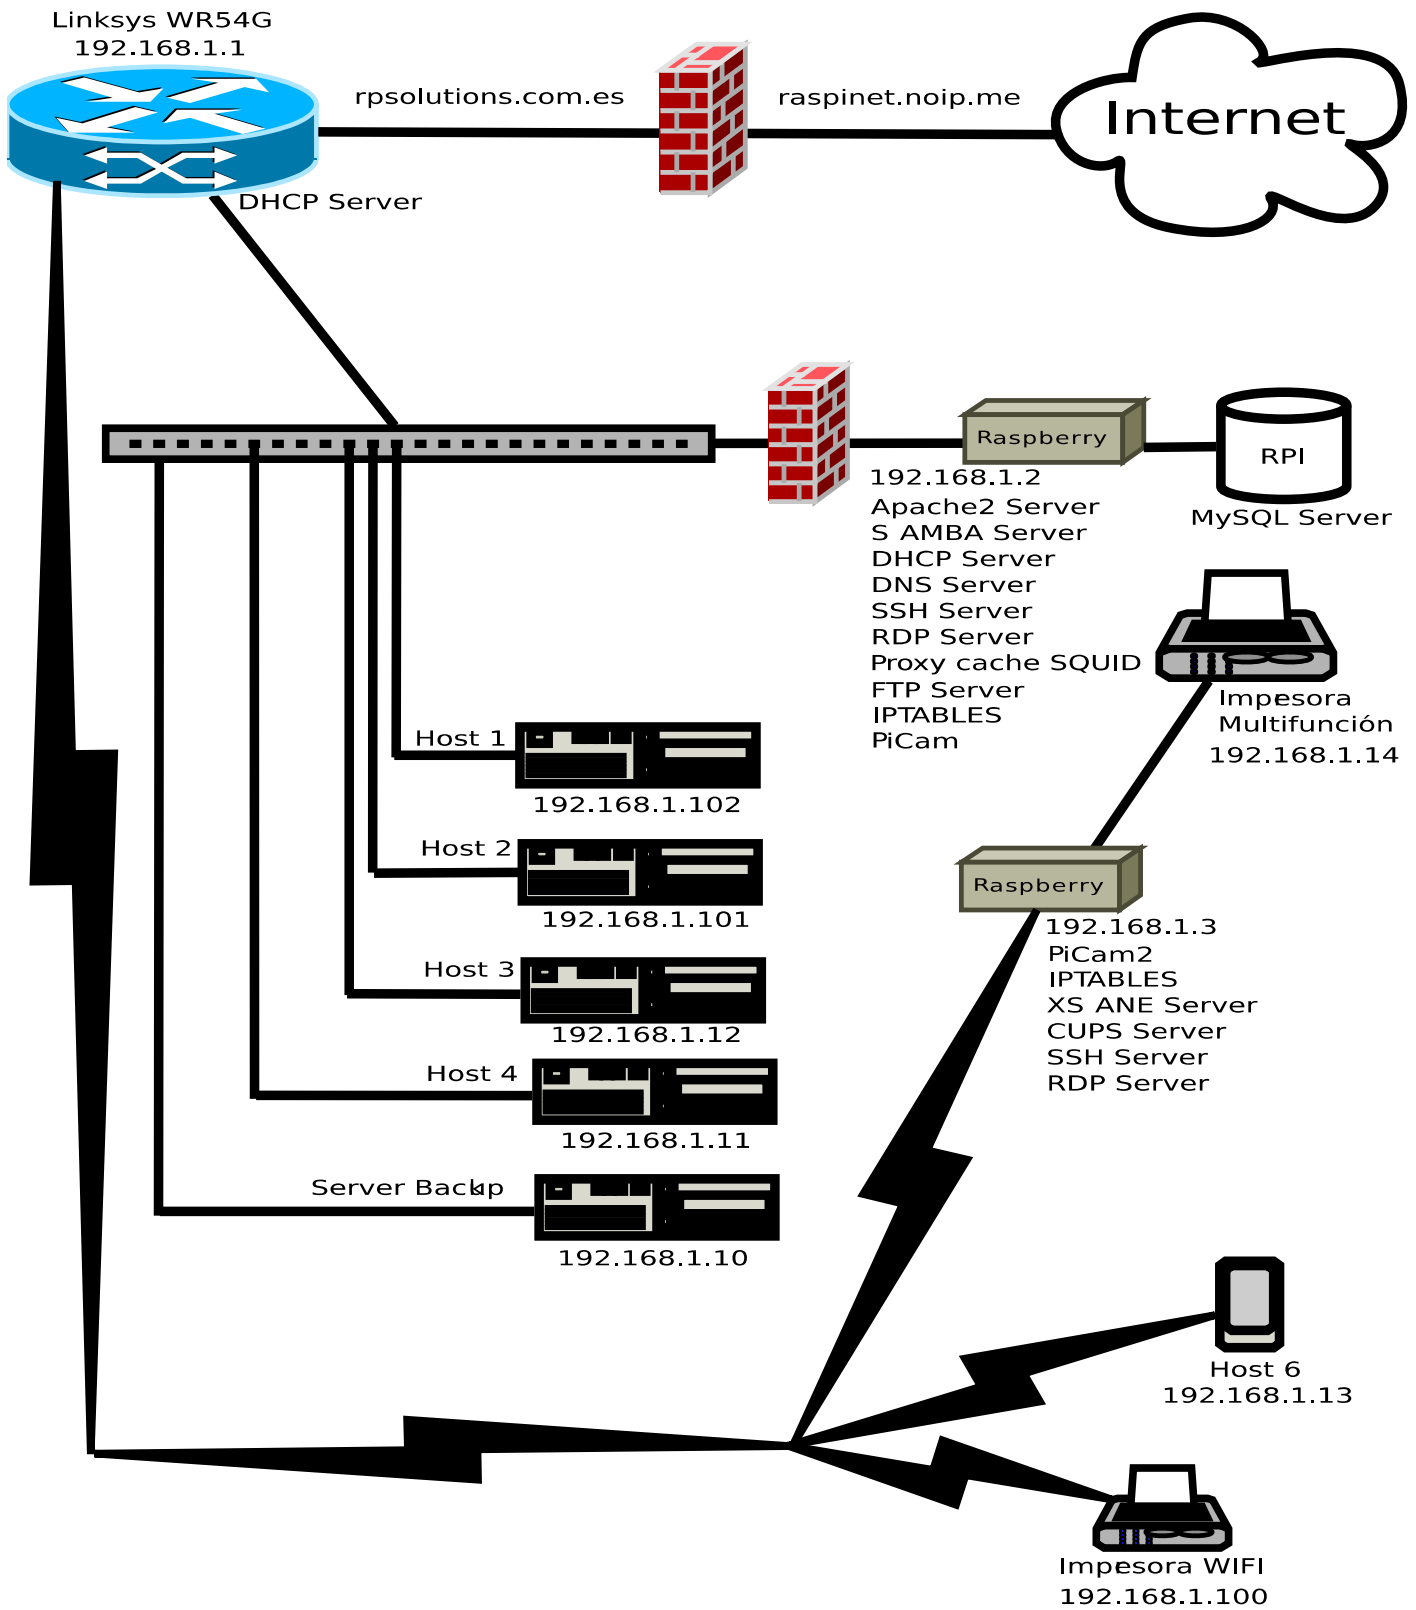 Linksys WR54G
192.168.1.1
rpsolutions.com.es
raspinet.noip.me
Internet
DHCP Server
Raspberry
RPI
192.168.1.2
MySQL Server
Apache2 Server
S AMBA Server
DHCP Server
DNS Server
SSH Server
RDP Server
Proxy cache SQUID
FTP Server
IPTABLES
PiCam
Impresora
Multifunción
192.168.1.14
Host 1
192.168.1.102
Host 2
192.168.1.101
Host 3
192.168.1.12
Host 4
192.168.1.11
Server Backup
192.168.1.10
Raspberry
192.168.1.3
PiCam2
IPTABLES
XS ANE Server
CUPS Server
SSH Server
RDP Server
Host 6
192.168.1.13
Impresora WIFI
192.168.1.100